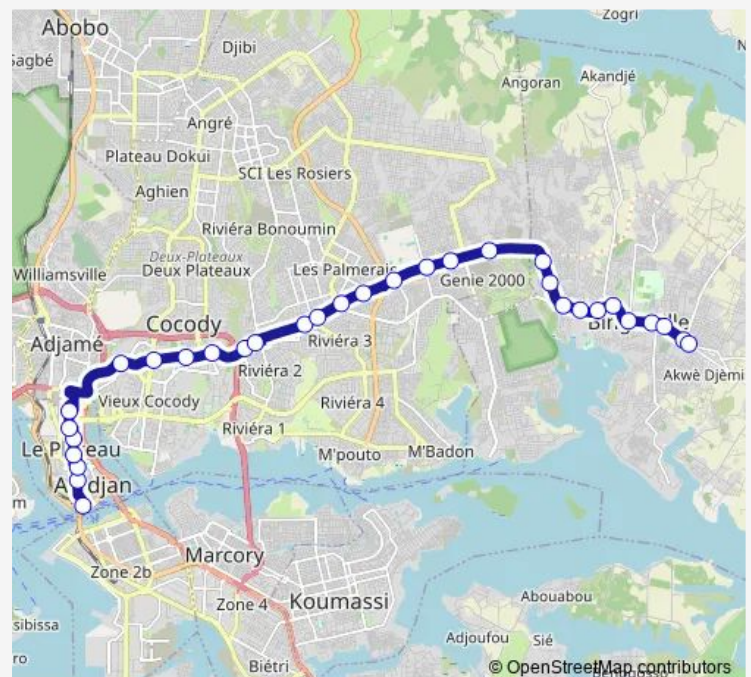 Zogri
Abobo
Djibi
Angoran
Akandjé
Angré
Plateau Dokui
SCI Les Rosiers
Aghien
Riviéra Bonoumin
Deux-Plateaux
Deux Plateaux
Williamsville
Les Palmeraie
Genie 2000
Cocody
Adjamé
Riviéra 3
Riviéra 2
Akwè Djèmi
Vieux Cocody
Riviéra 4
Riviéra 1
Le Plateau
M'pouto
M'Badon
Marcory
Zone 2b
Zone 4
Koumassi
Abouabou
Adjoufou
Sié
Biétri
© OpenStreetMap contributors